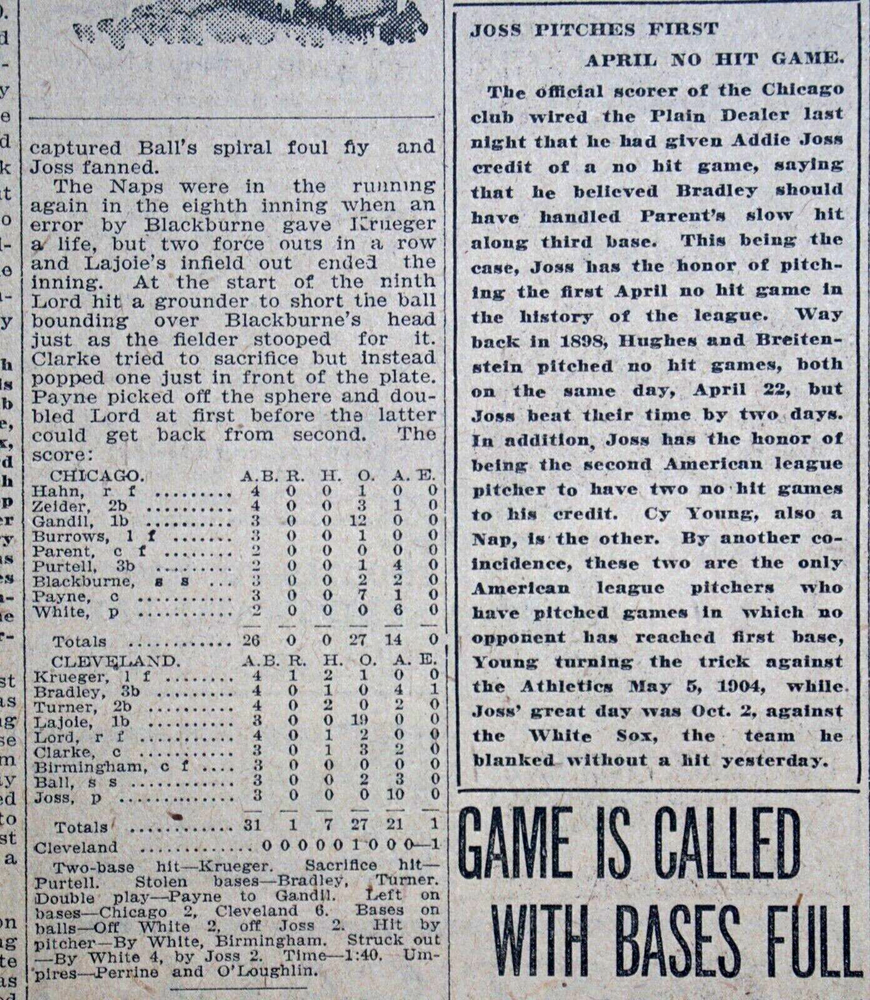 captured Ball's spiral foul fly and
Joss fanned.
The Naps were in the running
again in the eighth inning when an
error by Blackburne gave Krueger
a life, but two force outs in a row
and Lajoie's infield out ended the
inning. At the start of the ninth
Lord hit a grounder to short the ball
bounding over Blackburne's head
just as the fielder stooped for it.
Clarke tried to sacrifice but instead
popped one just in front of the plate.
Payne picked off the sphere and dou-
bled Lord at first before the latter
could get back from second. The
score:
CHICAGO. A.B. R. H. O. A. E.
Hahn, r f .......... 4 0 0 1 0 0
Zeider, 2b ......... 4 0 0 3 1 0
Gandil, 1b ......... 3 0 0 12 0 0
Burrows, l f ....... 3 0 0 1 0 0
Parent, c f ........ 2 0 0 0 0 0
Purtell, 3b ........ 2 0 0 1 4 0
Blackburne, s s ... 3 0 0 2 2 0
Payne, c ........... 3 0 0 7 1 0
White, p ........... 2 0 0 0 6 0
Totals ............ 26 0 0 27 14 0
CLEVELAND. A.B. R. H. O. A. E.
Krueger, l f ........ 4 1 2 1 0 0
Bradley, 3b ........ 4 0 1 0 4 1
Turner, 2b ......... 4 0 2 0 2 0
Lajoie, 1b .......... 3 0 0 19 0 0
Lord, r f ........... 4 0 1 2 0 0
Clarke, c ........... 3 0 1 3 2 0
Birmingham, c f .... 3 0 0 0 0 0
Ball, s s ........... 3 0 0 2 3 0
Joss, p ............. 3 0 0 0 10 0
Totals ............ 31 1 7 27 21 1
Cleveland ........... 0 0 0 0 0 1 0 0 0—1
Two-base hit—Krueger. Sacrifice hit—
Purtell. Stolen bases—Bradley, Turner.
Double play—Payne to Gandil. Left on
bases—Chicago 2, Cleveland 6. Bases on
balls—Off White 2, off Joss 2. Hit by
pitcher—By White, Birmingham. Struck out
—By White 4, by Joss 2. Time—1:40. Um-
pires—Perrine and O'Loughlin.
JOSS PITCHES FIRST
APRIL NO HIT GAME.
The official scorer of the Chicago
club wired the Plain Dealer last
night that he had given Addie Joss
credit of a no hit game, saying
that he believed Bradley should
have handled Parent's slow hit
along third base. This being the
case, Joss has the honor of pitch-
ing the first April no hit game in
the history of the league. Way
back in 1898, Hughes and Breiten-
stein pitched no hit games, both
on the same day, April 22, but
Joss beat their time by two days.
In addition, Joss has the honor of
being the second American league
pitcher to have two no hit games
to his credit. Cy Young, also a
Nap, is the other. By another co-
incidence, these two are the only
American league pitchers who
have pitched games in which no
opponent has reached first base,
Young turning the trick against
the Athletics May 5, 1904, while
Joss' great day was Oct. 2, against
the White Sox, the team he
blanked without a hit yesterday.
GAME IS CALLED
WITH BASES FULL